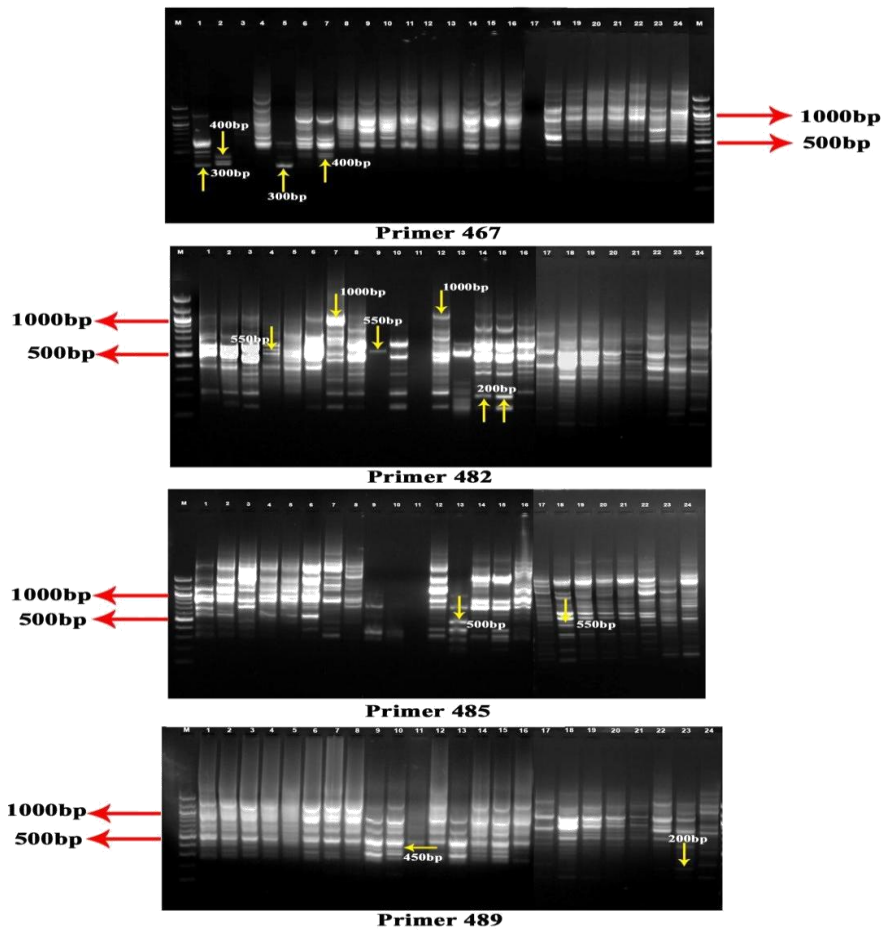 M 1 2 3 4 5 6 7 8 9 10 11 12 13 14 15 16 17 18 19 20 21 22 23 24 M
400bp
300bp
300bp
400bp
1000bp
500bp
Primer 467
M 1 2 3 4 5 6 7 8 9 10 11 12 13 14 15 16 17 18 19 20 21 22 23 24
1000bp
500bp
550bp
1000bp
550bp
1000bp
200bp
Primer 482
M 1 2 3 4 5 6 7 8 9 10 11 12 13 14 15 16 17 18 19 20 21 22 23 24
1000bp
500bp
500bp
550bp
Primer 485
M 1 2 3 4 5 6 7 8 9 10 11 12 13 14 15 16 17 18 19 20 21 22 23 24
1000bp
500bp
450bp
200bp
Primer 489